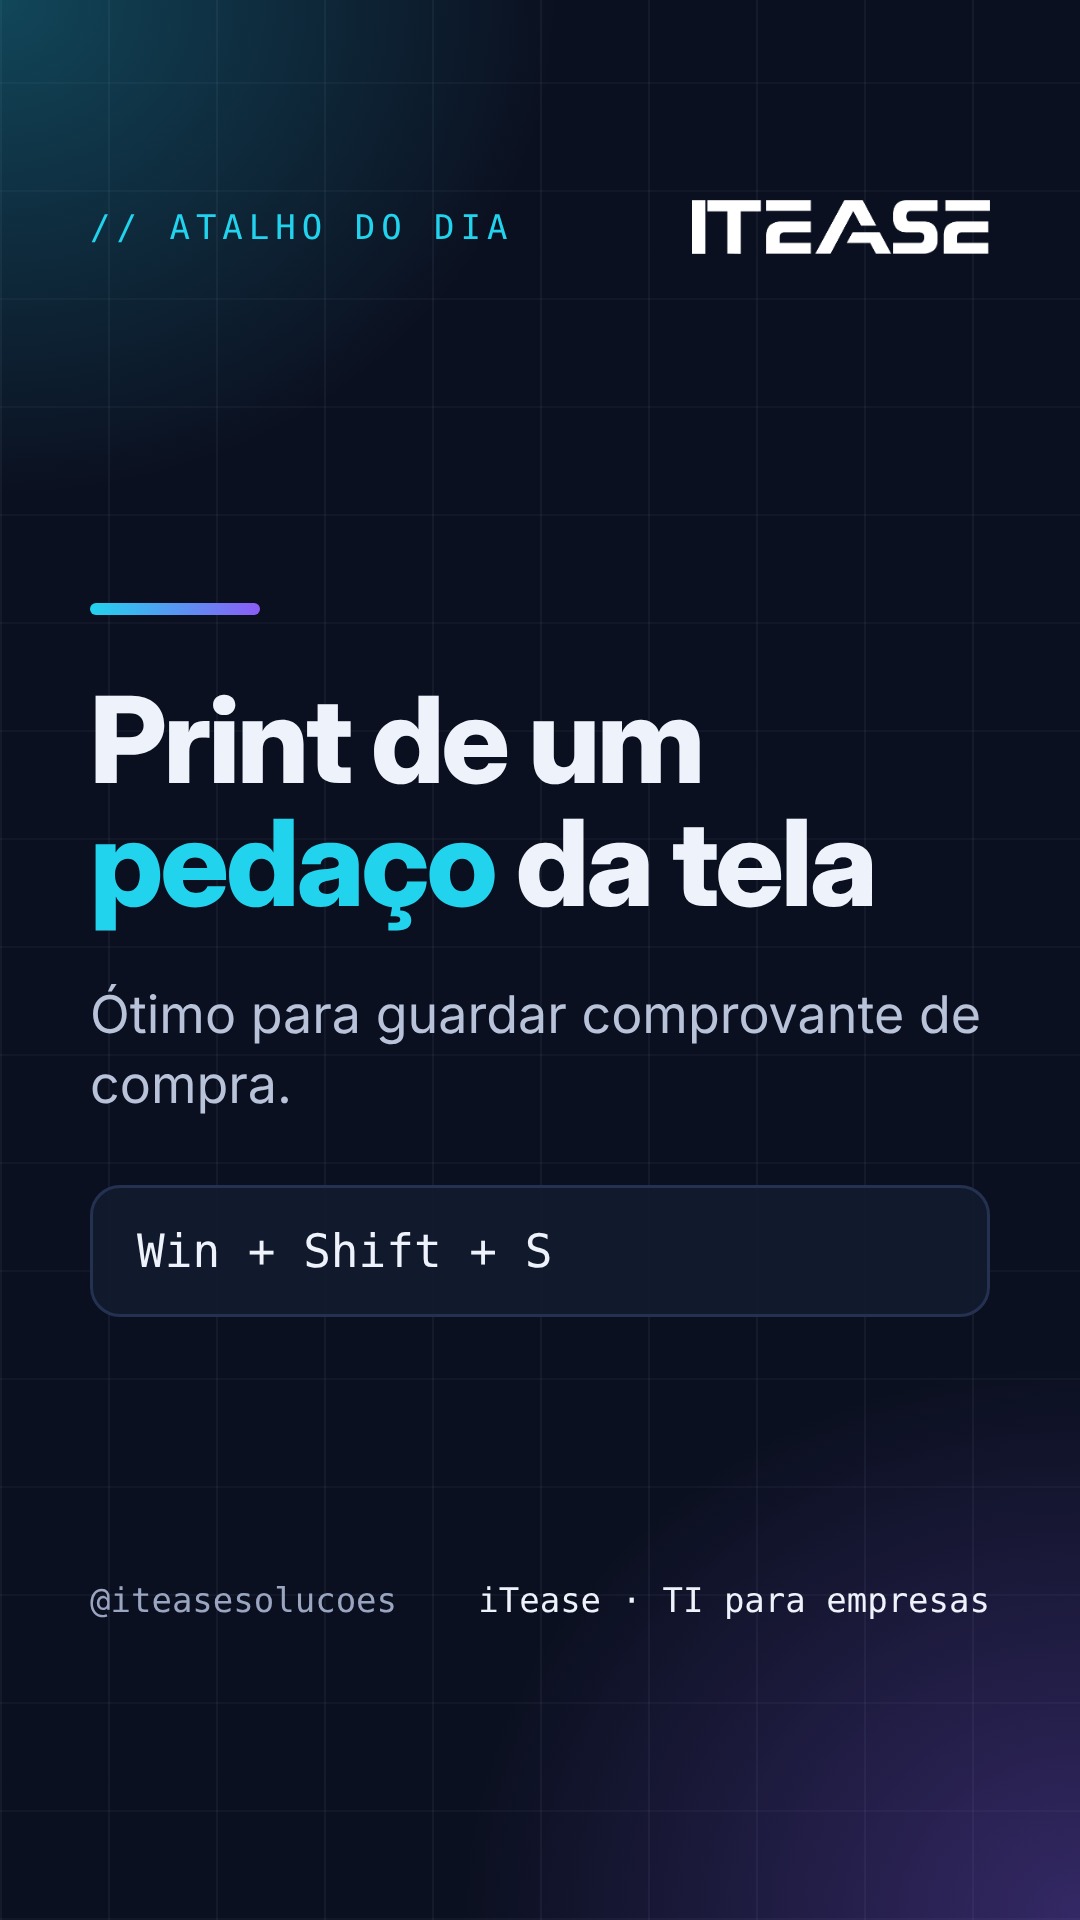 // ATALHO DO DIA
ITEASE
Print de um
pedaço da tela
Ótimo para guardar comprovante de
compra.
Win + Shift + S
@iteasesolucoes
iTease · TI para empresas